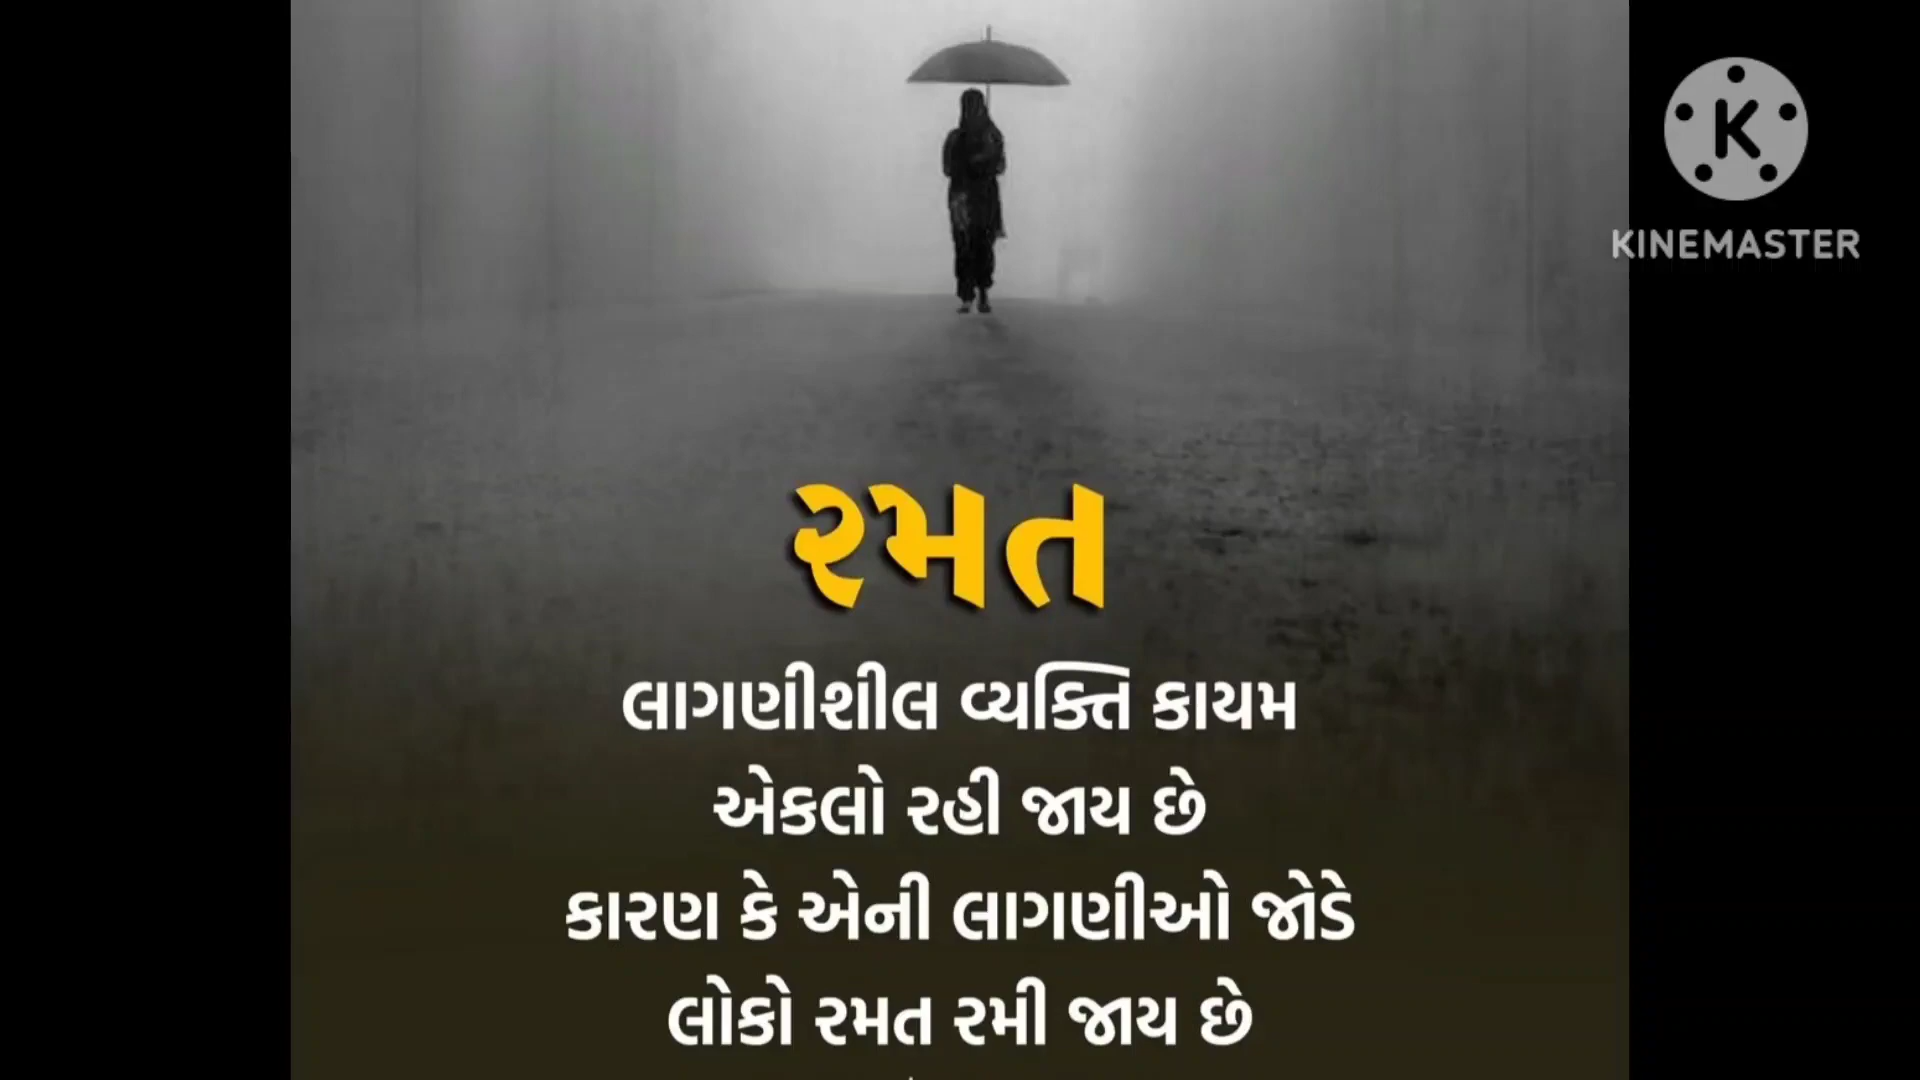 KINEMASTER
રમત
લાગણીશીલ વ્યક્તિ કાયમ
એકલો રહી જાય છે
કારણ કે એની લાગણીઓ જોડે
લોકો રમત રમી જાય છે